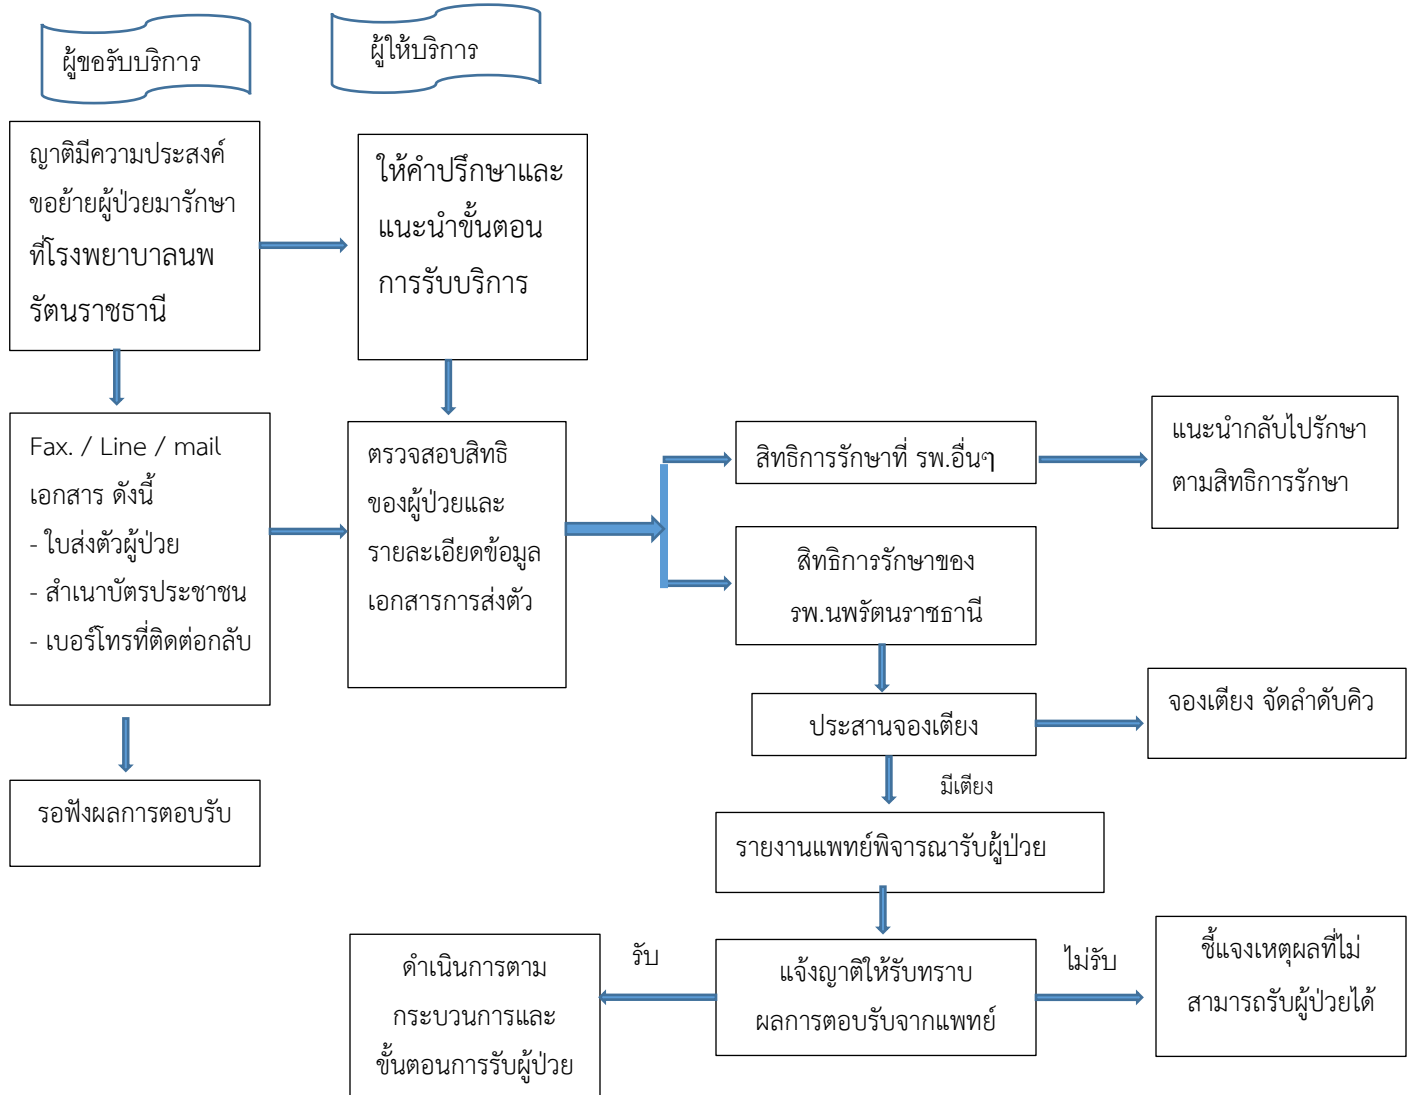 ผู้ขอรับบริการ
ผู้ให้บริการ
ญาติมีความประสงค์
ขอย้ายผู้ป่วยมารักษา
ที่โรงพยาบาลนพ
รัตนราชธานี
ให้คำปรึกษาและ
แนะนำขั้นตอน
การรับบริการ
Fax. / Line / mail
เอกสาร ดังนี้
- ใบส่งตัวผู้ป่วย
- สำเนาบัตรประชาชน
- เบอร์โทรที่ติดต่อกลับ
ตรวจสอบสิทธิ
ของผู้ป่วยและ
รายละเอียดข้อมูล
เอกสารการส่งตัว
สิทธิการรักษาที่ รพ.อื่นๆ
แนะนำกลับไปรักษา
ตามสิทธิการรักษา
สิทธิการรักษาของ
รพ.นพรัตนราชธานี
ประสานจองเตียง
จองเตียง จัดลำดับคิว
มีเตียง
รอฟังผลการตอบรับ
รายงานแพทย์พิจารณารับผู้ป่วย
ดำเนินการตาม
กระบวนการและ
ขั้นตอนการรับผู้ป่วย
รับ
แจ้งญาติให้รับทราบ
ผลการตอบรับจากแพทย์
ไม่รับ
ชี้แจงเหตุผลที่ไม่
สามารถรับผู้ป่วยได้